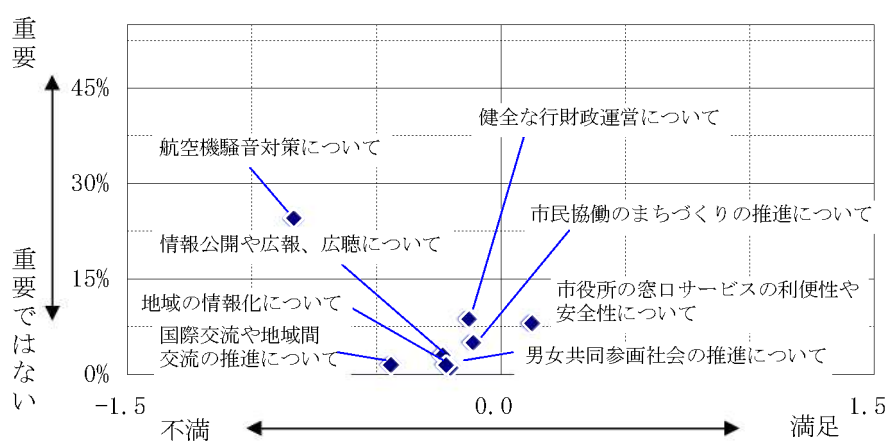 重要
45%
健全な行財政運営について
航空機騒音対策について
30%
市民協働のまちづくりの推進について
情報公開や広報、広聴について
重要ではない
15%
市役所の窓口サービスの利便性や
安全性について
地域の情報化について
国際交流や地域間
交流の推進について
男女共同参画社会の推進について
0%
-1.5
0.0
1.5
不満
満足